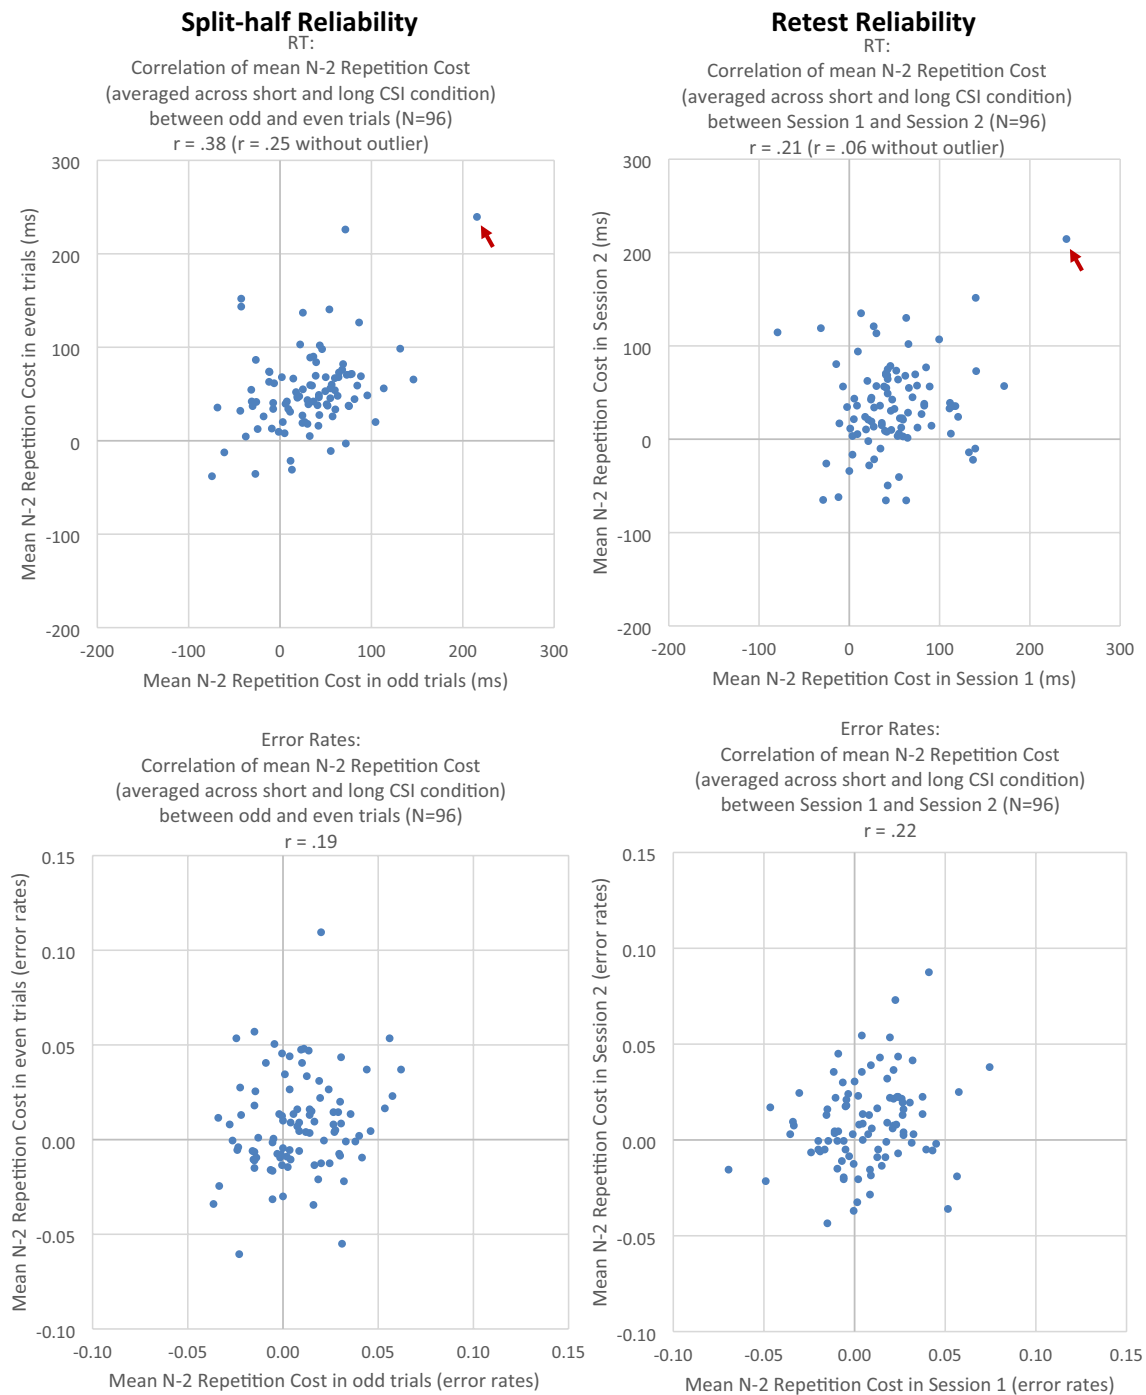 Split-half Reliability
RT:
Correlation of mean N-2 Repetition Cost
(averaged across short and long CSI condition)
between odd and even trials (N=96)
r = .38 (r = .25 without outlier)
300
200
100
0
-100
-200
-200
-100
0
100
200
300
Mean N-2 Repetition Cost in even trials (ms)
Mean N-2 Repetition Cost in odd trials (ms)
Retest Reliability
RT:
Correlation of mean N-2 Repetition Cost
(averaged across short and long CSI condition)
between Session 1 and Session 2 (N=96)
r = .21 (r = .06 without outlier)
300
200
100
0
-100
-200
-200
-100
0
100
200
300
Mean N-2 Repetition Cost in Session 2 (ms)
Mean N-2 Repetition Cost in Session 1 (ms)
Error Rates:
Correlation of mean N-2 Repetition Cost
(averaged across short and long CSI condition)
between odd and even trials (N=96)
r = .19
0.15
0.10
0.05
0.00
-0.05
-0.10
-0.10
-0.05
0.00
0.05
0.10
0.15
Mean N-2 Repetition Cost in even trials (error rates)
Mean N-2 Repetition Cost in odd trials (error rates)
Error Rates:
Correlation of mean N-2 Repetition Cost
(averaged across short and long CSI condition)
between Session 1 and Session 2 (N=96)
r = .22
0.15
0.10
0.05
0.00
-0.05
-0.10
-0.10
-0.05
0.00
0.05
0.10
0.15
Mean N-2 Repetition Cost in Session 2 (error rates)
Mean N-2 Repetition Cost in Session 1 (error rates)